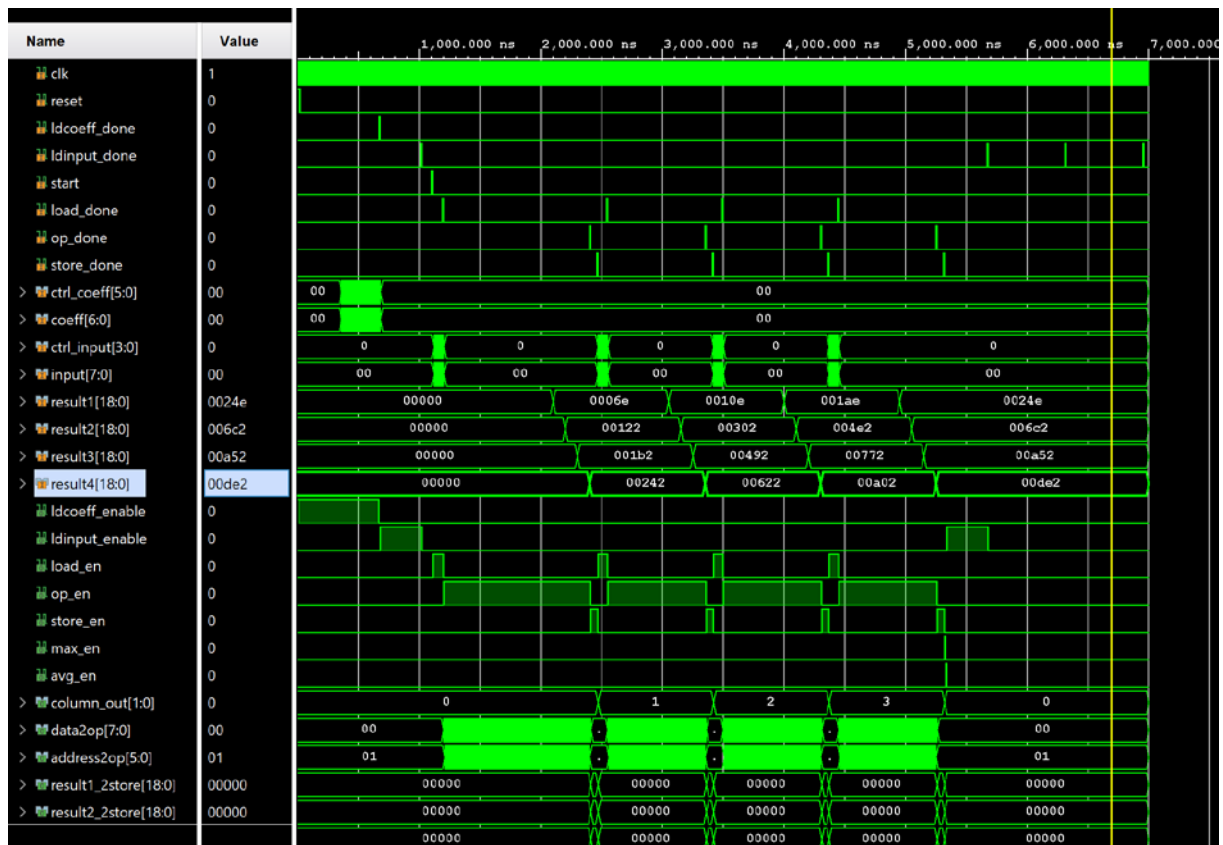 Name Value
1,000.000 ns 2,000.000 ns 3,000.000 ns 4,000.000 ns 5,000.000 ns 6,000.000 ns 7,000.000
clk 1
reset 0
ldcoeff_done 0
ldinput_done 0
start 0
load_done 0
op_done 0
store_done 0
ctrl_coeff[5:0] 00 00 00
coeff[6:0] 00 00 00
ctrl_input[3:0] 0 0 0 0 0 0
input[7:0] 00 00 00 00 00 00
result1[18:0] 0024e 00000 0006e 0010e 001ae 0024e
result2[18:0] 006c2 00000 00122 00302 004e2 006c2
result3[18:0] 00a52 00000 001b2 00492 00772 00a52
result4[18:0] 00de2 00000 00242 00622 00a02 00de2
ldcoeff_enable 0
ldinput_enable 0
load_en 0
op_en 0
store_en 0
max_en 0
avg_en 0
column_out[1:0] 0 0 1 2 3 0
data2op[7:0] 00 00 . . . 00
address2op[5:0] 01 01 . . . 01
result1_2store[18:0] 00000 00000 00000 00000 00000 00000
result2_2store[18:0] 00000 00000 00000 00000 00000 00000
00000 00000 00000 00000 00000